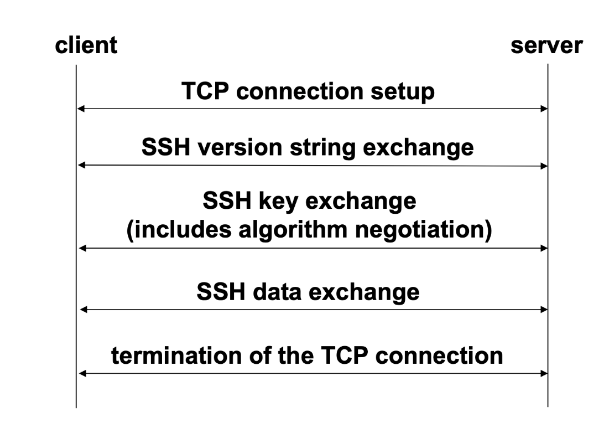 client
server
TCP connection setup
SSH version string exchange
SSH key exchange
(includes algorithm negotiation)
SSH data exchange
termination of the TCP connection